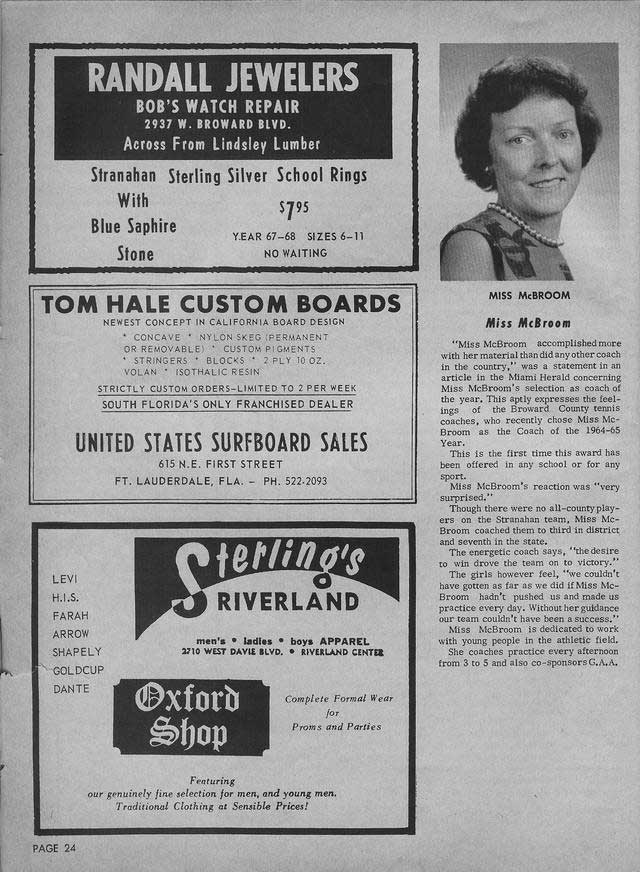 RANDALL JEWELERS
BOB'S WATCH REPAIR
2937 W. BROWARD BLVD.
Across From Lindsley Lumber
Stranahan Sterling Silver School Rings
With
Blue Saphire
Stone
$7.95
YEAR 67-68 SIZES 6-11
NO WAITING
TOM HALE CUSTOM BOARDS
NEWEST CONCEPT IN CALIFORNIA BOARD DESIGN
* CONCAVE * NYLON SKEG (PERMANENT
OR REMOVABLE) * CUSTOM PIGMENTS
* STRINGERS * BLOCKS * 2 PLY 10 OZ.
VOLAN * ISOTHALIC RESIN
STRICTLY CUSTOM ORDERS-LIMITED TO 2 PER WEEK
SOUTH FLORIDA'S ONLY FRANCHISED DEALER
UNITED STATES SURFBOARD SALES
615 N.E. FIRST STREET
FT. LAUDERDALE, FLA. - PH. 522-2093
Sterling's
RIVERLAND
men's • ladies • boys APPAREL
2710 WEST DAVIE BLVD. • RIVERLAND CENTER
LEVI
H.I.S.
FARAH
ARROW
SHAPELY
GOLDCUP
DANTE
Oxford
Shop
Complete Formal Wear
for
Proms and Parties
Featuring
our genuinely fine selection for men, and young men.
Traditional Clothing at Sensible Prices!
PAGE 24
MISS McBROOM
Miss McBroom
"Miss McBroom accomplished more
with her material than did any other coach
in the country," was a statement in an
article in the Miami Herald concerning
Miss McBroom's selection as coach of
the year. This aptly expresses the feel-
ings of the Broward County tennis
coaches, who recently chose Miss Mc-
Broom as the Coach of the 1964-65
Year.
This is the first time this award has
been offered in any school or for any
sport.
Miss McBroom's reaction was "very
surprised."
Though there were no all-county play-
ers on the Stranahan team, Miss Mc-
Broom coached them to third in district
and seventh in the state.
The energetic coach says, "the desire
to win drove the team on to victory."
The girls however feel, "we couldn't
have gotten as far as we did if Miss Mc-
Broom hadn't pushed us and made us
practice every day. Without her guidance
our team couldn't have been a success."
Miss McBroom is dedicated to work
with young people in the athletic field.
She coaches practice every afternoon
from 3 to 5 and also co-sponsors G.A.A.